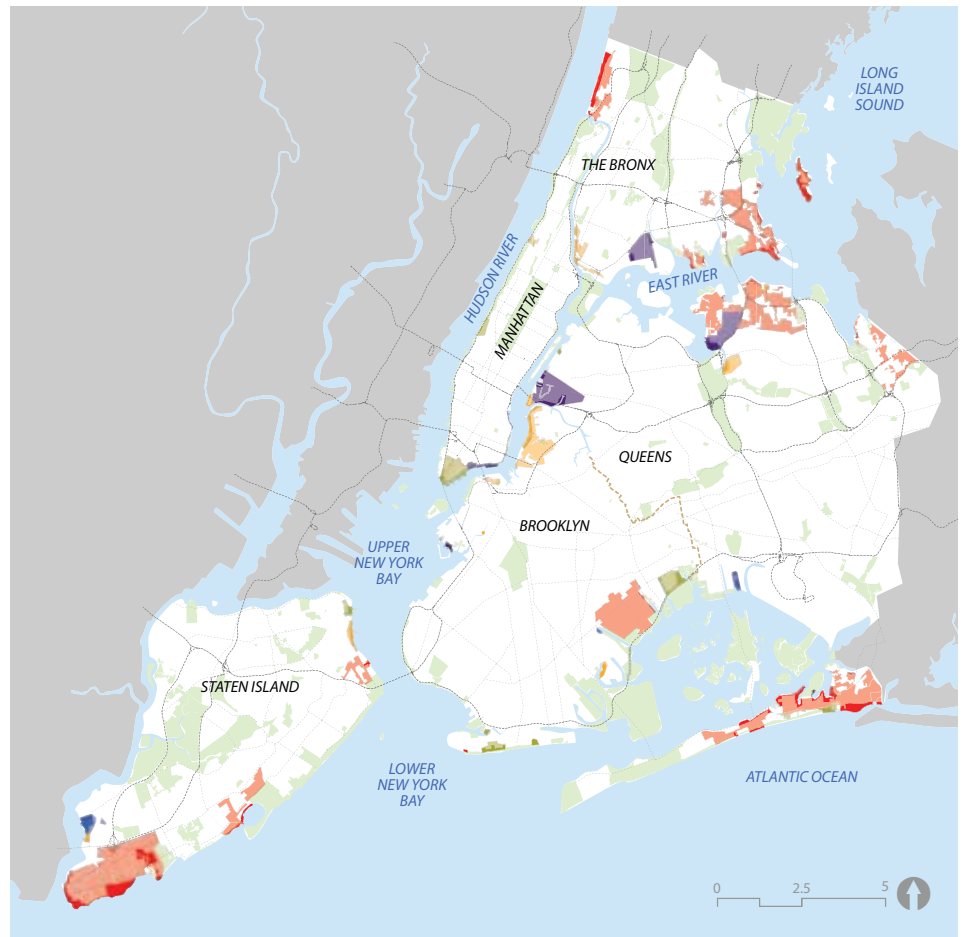 LONG
ISLAND
SOUND
THE BRONX
HUDSON RIVER
EAST RIVER
MANHATTAN
QUEENS
BROOKLYN
UPPER
NEW YORK
BAY
STATEN ISLAND
LOWER
NEW YORK
BAY
ATLANTIC OCEAN
0 2.5 5